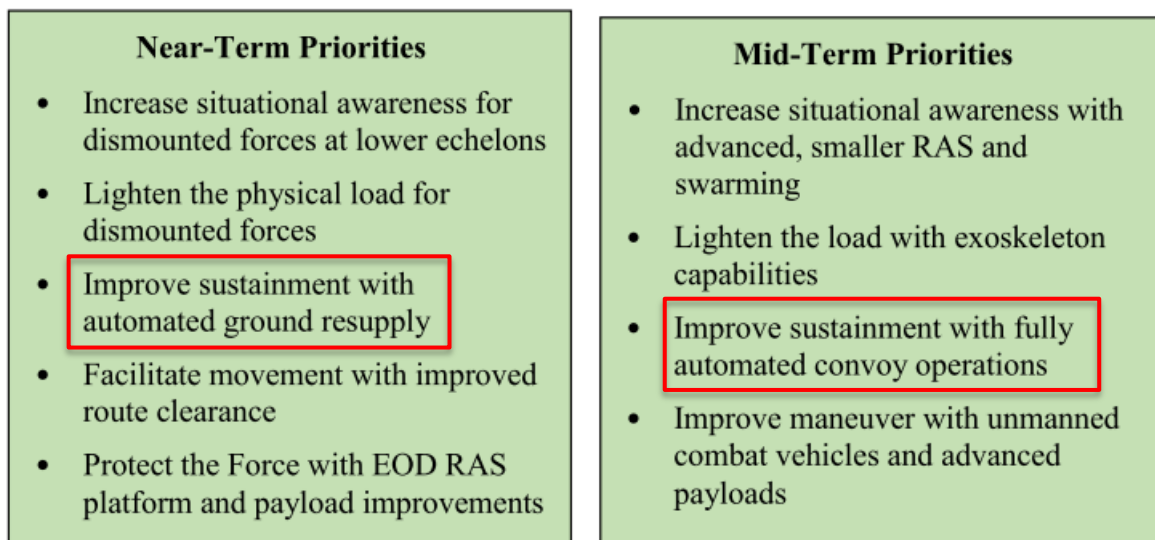 Near-Term Priorities
• Increase situational awareness for
dismounted forces at lower echelons
• Lighten the physical load for
dismounted forces
• Improve sustainment with
automated ground resupply
• Facilitate movement with improved
route clearance
• Protect the Force with EOD RAS
platform and payload improvements
Mid-Term Priorities
• Increase situational awareness with
advanced, smaller RAS and
swarming
• Lighten the load with exoskeleton
capabilities
• Improve sustainment with fully
automated convoy operations
• Improve maneuver with unmanned
combat vehicles and advanced
payloads